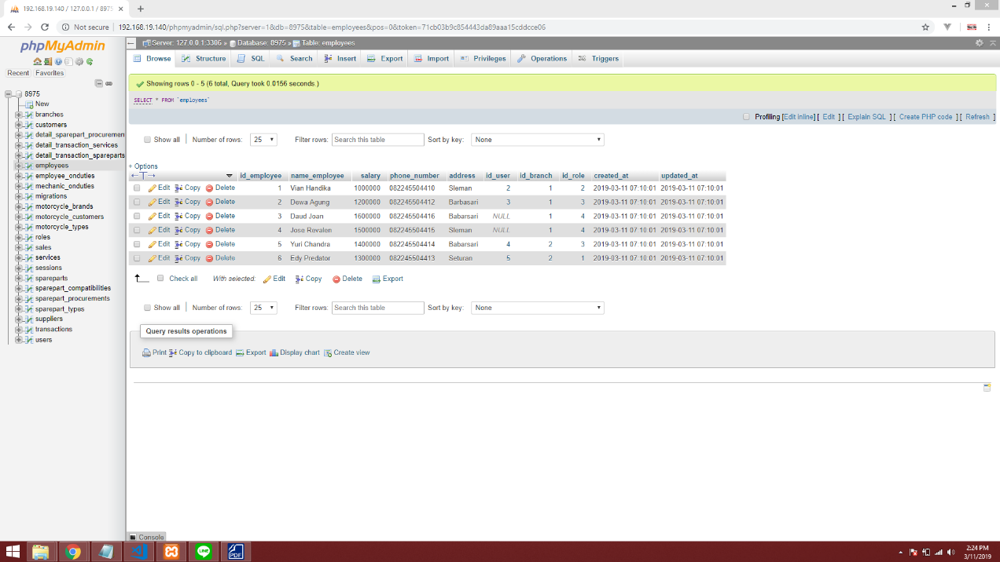 192.168.19.140 / 127.0.0.1 / 8975
Not secure | 192.168.19.140/phpmyadmin/sql.php?server=1&db=8975&table=employees&pos=0&token=71cb03b9c854443da89aaa15cddcce06
phpMyAdmin
Recent Favorites
8975
New
branches
customers
detail_sparepart_procuremen
detail_transaction_services
detail_transaction_spareparts
employees
employee_onduties
mechanic_onduties
migrations
motorcycle_brands
motorcycle_customers
motorcycle_types
roles
sales
services
sessions
spareparts
sparepart_compatibilities
sparepart_procurements
sparepart_types
suppliers
transactions
users
Server: 127.0.0.1:3306 » Database: 8975 » Table: employees
Browse Structure SQL Search Insert Export Import Privileges Operations Triggers
Showing rows 0 - 5 (6 total, Query took 0.0156 seconds.)
SELECT * FROM `employees`
Profiling [Edit inline] [ Edit ] [ Explain SQL ] [ Create PHP code ] [ Refresh ]
Show all | Number of rows: 25 Filter rows: Search this table Sort by key: None
+ Options
←T→ id_employee name_employee salary phone_number address id_user id_branch id_role created_at updated_at
Edit Copy Delete 1 Vian Handika 1000000 082245504410 Sleman 2 1 2 2019-03-11 07:10:01 2019-03-11 07:10:01
Edit Copy Delete 2 Dewa Agung 1200000 082245504412 Barbasari 3 1 3 2019-03-11 07:10:01 2019-03-11 07:10:01
Edit Copy Delete 3 Daud Joan 1600000 082245504416 Babarsari NULL 1 4 2019-03-11 07:10:01 2019-03-11 07:10:01
Edit Copy Delete 4 Jose Revalen 1500000 082245504415 Sleman NULL 1 4 2019-03-11 07:10:01 2019-03-11 07:10:01
Edit Copy Delete 5 Yuri Chandra 1400000 082245504414 Babarsari 4 2 3 2019-03-11 07:10:01 2019-03-11 07:10:01
Edit Copy Delete 6 Edy Predator 1300000 082245504413 Seturan 5 2 1 2019-03-11 07:10:01 2019-03-11 07:10:01
Check all With selected: Edit Copy Delete Export
Show all | Number of rows: 25 Filter rows: Search this table Sort by key: None
Query results operations
Print Copy to clipboard Export Display chart Create view
Console
LINE
PDF
2:24 PM
3/11/2019